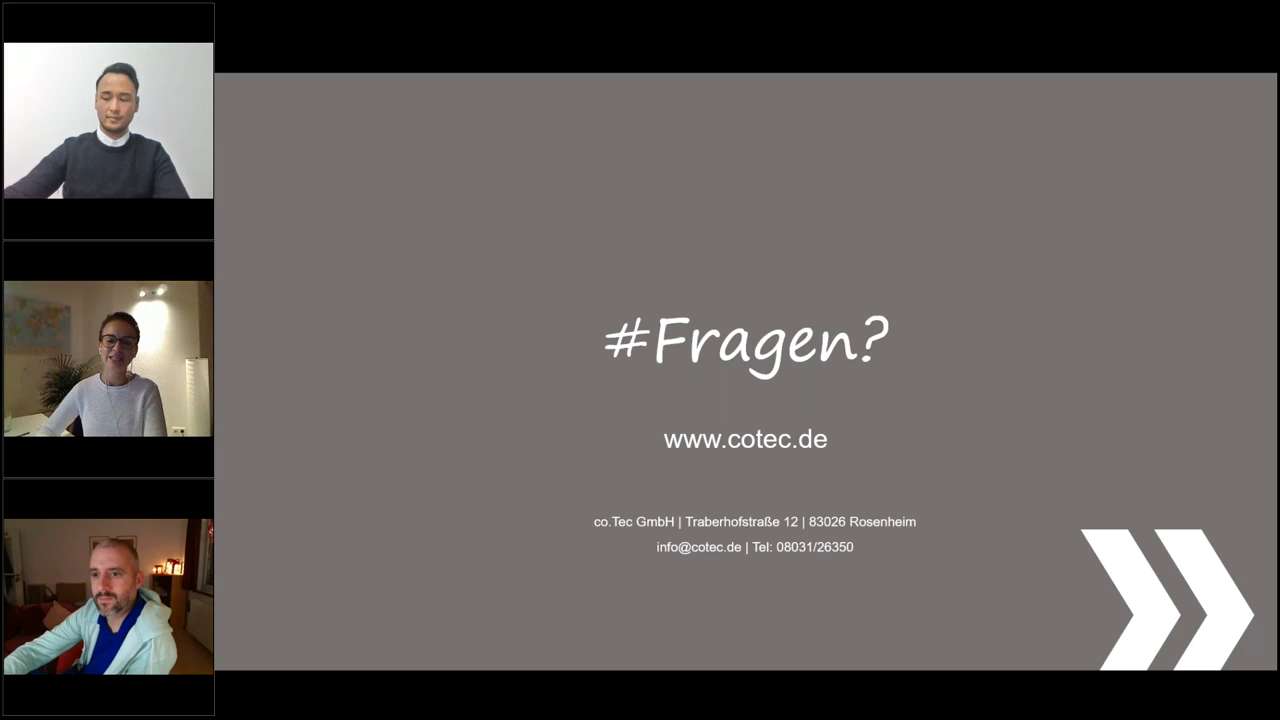 #Fragen?
www.cotec.de
co.Tec GmbH | Traberhofstraße 12 | 83026 Rosenheim
info@cotec.de | Tel: 08031/26350